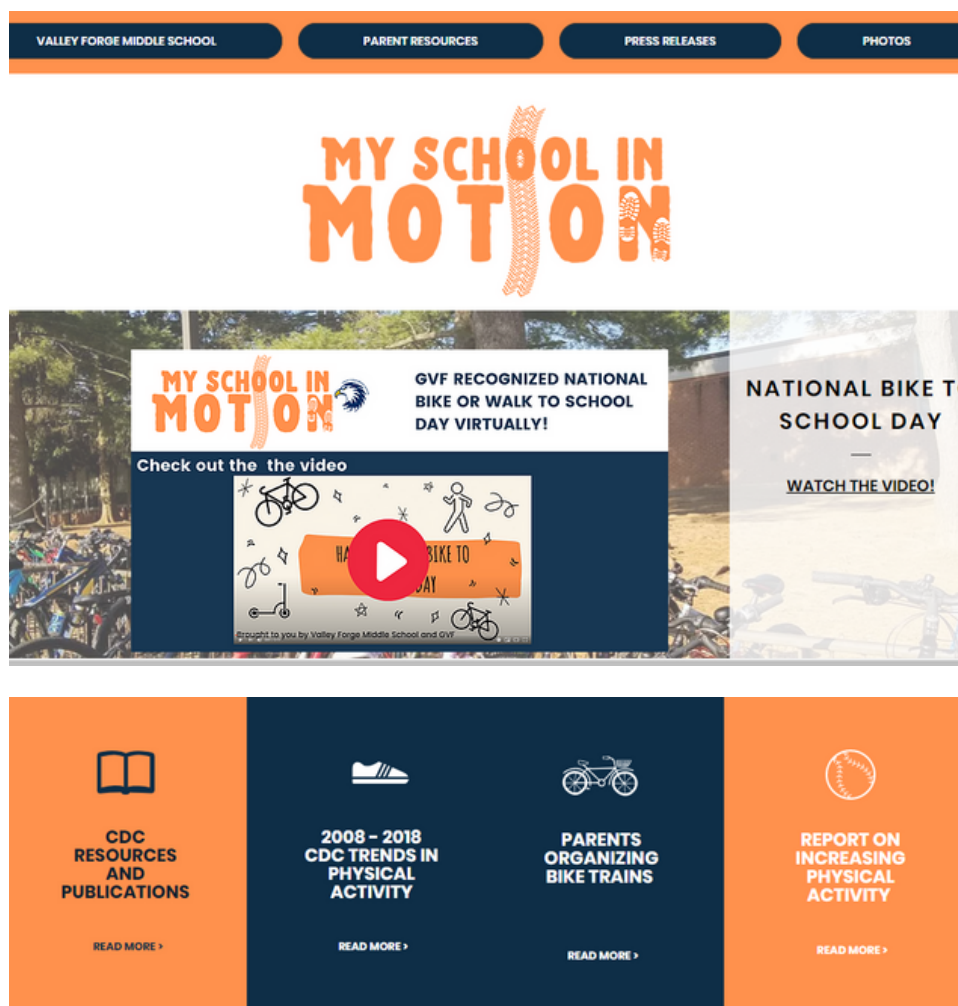 VALLEY FORGE MIDDLE SCHOOL
PARENT RESOURCES
PRESS RELEASES
PHOTOS
MY SCHOOL IN
MOTION
MY SCHOOL IN
MOTION
GVF RECOGNIZED NATIONAL
BIKE OR WALK TO SCHOOL
DAY VIRTUALLY!
Check out the  the video
BIKE TO
DAY
Brought to you by Valley Forge Middle School and GVF
NATIONAL BIKE
SCHOOL DAY
WATCH THE VIDEO!
CDC
RESOURCES
AND
PUBLICATIONS
READ MORE >
2008 - 2018
CDC TRENDS IN
PHYSICAL
ACTIVITY
READ MORE >
PARENTS
ORGANIZING
BIKE TRAINS
READ MORE >
REPORT ON
INCREASING
PHYSICAL
ACTIVITY
READ MORE >